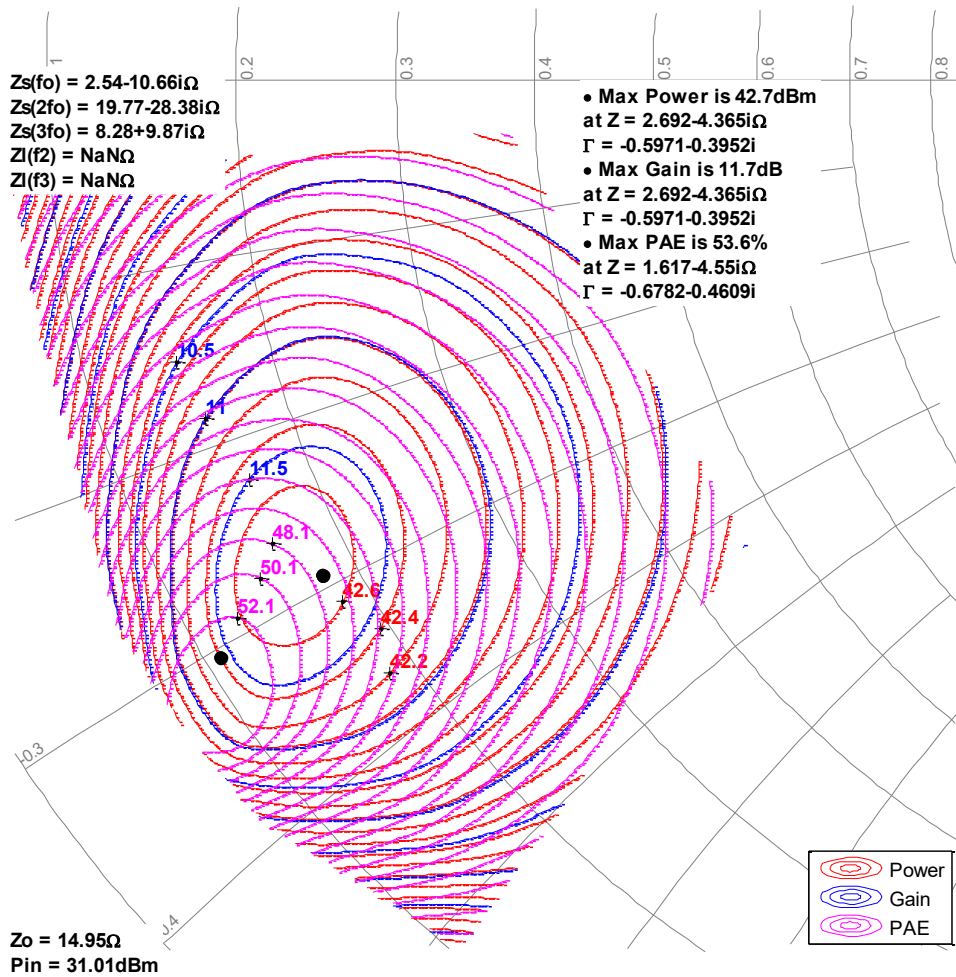 1
0.2
0.3
0.4
0.5
0.6
0.7
0.8
Zs(fo) = 2.54-10.66iΩ
Zs(2fo) = 19.77-28.38iΩ
Zs(3fo) = 8.28+9.87iΩ
Zl(f2) = NaNΩ
Zl(f3) = NaNΩ
● Max Power is 42.7dBm
at Z = 2.692-4.365iΩ
Γ = -0.5971-0.3952i
● Max Gain is 11.7dB
at Z = 2.692-4.365iΩ
Γ = -0.5971-0.3952i
● Max PAE is 53.6%
at Z = 1.617-4.55iΩ
Γ = -0.6782-0.4609i
10.5
11
11.5
48.1
50.1
42.6
52.1
42.4
42.2
-0.3
Power
Gain
PAE
Zo = 14.95Ω
Pin = 31.01dBm